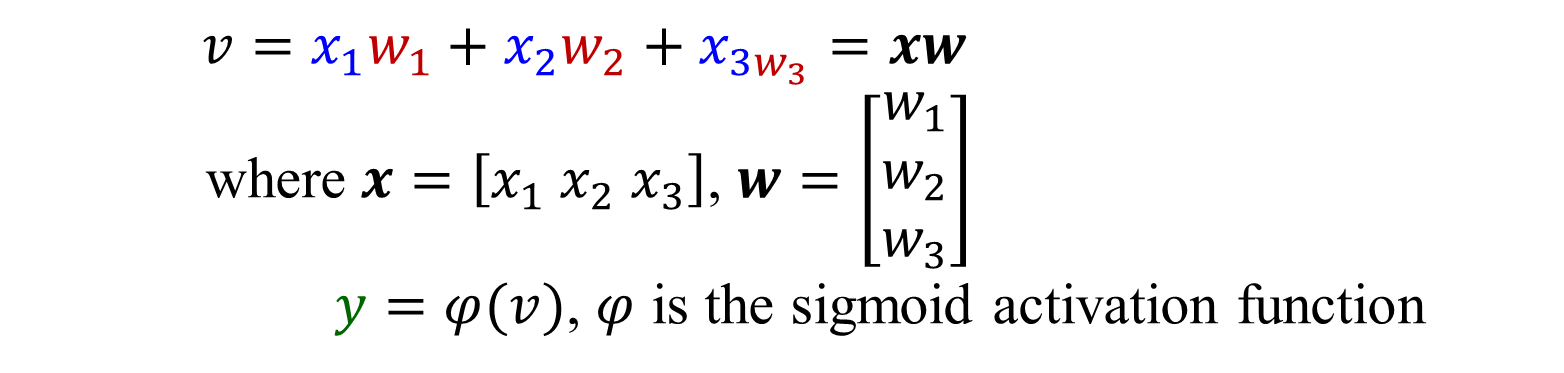 v = x₁w₁ + x₂w₂ + x₃w₃ = xw
where x = [x₁ x₂ x₃], w = [w₁ w₂ w₃]
y = φ(v), φ is the sigmoid activation function